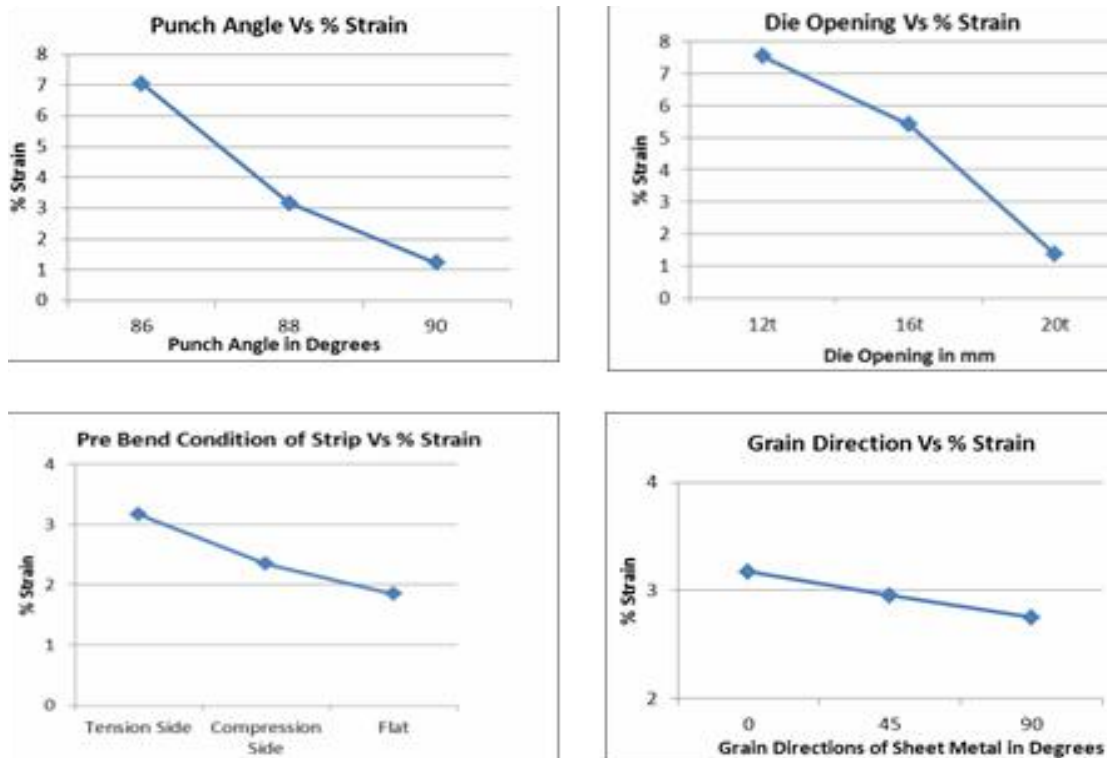 Punch Angle Vs % Strain
8
7
6
5
4
3
2
1
0
% Strain
86
88
90
Punch Angle in Degrees
Die Opening Vs % Strain
8
7
6
5
4
3
2
1
0
% Strain
12t
16t
20t
Die Opening in mm
Pre Bend Condition of Strip Vs % Strain
4
3
2
1
0
% Strain
Tension Side
Compression
Side
Flat
Grain Direction Vs % Strain
4
3
2
% Strain
0
45
90
Grain Directions of Sheet Metal in Degrees